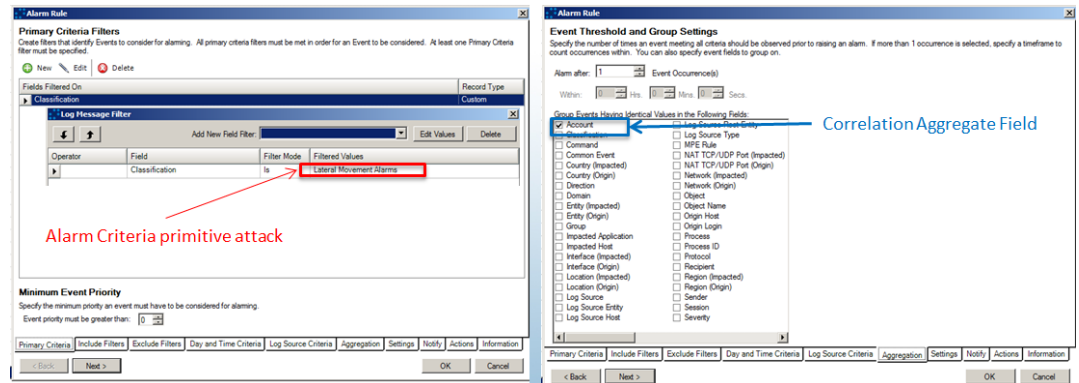 Alarm Rule
Primary Criteria Filters
Create filters that identify Events to consider for alarming. All primary criteria filters must be met in order for an Event to be considered. At least one Primary Criteria
filter must be specified.
New Edit Delete
Fields Filtered On Record Type
Classification Custom
Log Message Filter
Add New Field Filter: Edit Values Delete
Operator Field Filter Mode Filtered Values
Classification Is Lateral Movement Alarms
Alarm Criteria primitive attack
Minimum Event Priority
Specify the minimum priority an event must have to be considered for alarming.
Event priority must be greater than: 0
Primary Criteria Include Filters Exclude Filters Day and Time Criteria Log Source Criteria Aggregation Settings Notify Actions Information
< Back Next > OK Cancel
Alarm Rule
Event Threshold and Group Settings
Specify the number of times an event meeting all criteria should be observed prior to raising an alarm. If more than 1 occurrence is selected, specify a timeframe to
count occurrences within. You can also specify event fields to group on.
Alarm after: 1 Event Occurrence(s)
Within: 0 Hrs. 0 Mins. 0 Secs.
Group Events Having Identical Values in the Following Fields:
Account Log Source Root Entity
Classification Log Source Type
Command MPE Rule
Common Event NAT TCP/UDP Port (Impacted)
Country (Impacted) NAT TCP/UDP Port (Origin)
Country (Origin) Network (Impacted)
Direction Network (Origin)
Domain Object
Entity (Impacted) Object Name
Entity (Origin) Origin Host
Group Origin Login
Impacted Application Process
Impacted Host Process ID
Interface (Impacted) Protocol
Interface (Origin) Recipient
Location (Impacted) Region (Impacted)
Location (Origin) Region (Origin)
Log Source Sender
Log Source Entity Session
Log Source Host Severity
Correlation Aggregate Field
Primary Criteria Include Filters Exclude Filters Day and Time Criteria Log Source Criteria Aggregation Settings Notify Actions Information
< Back Next > OK Cancel